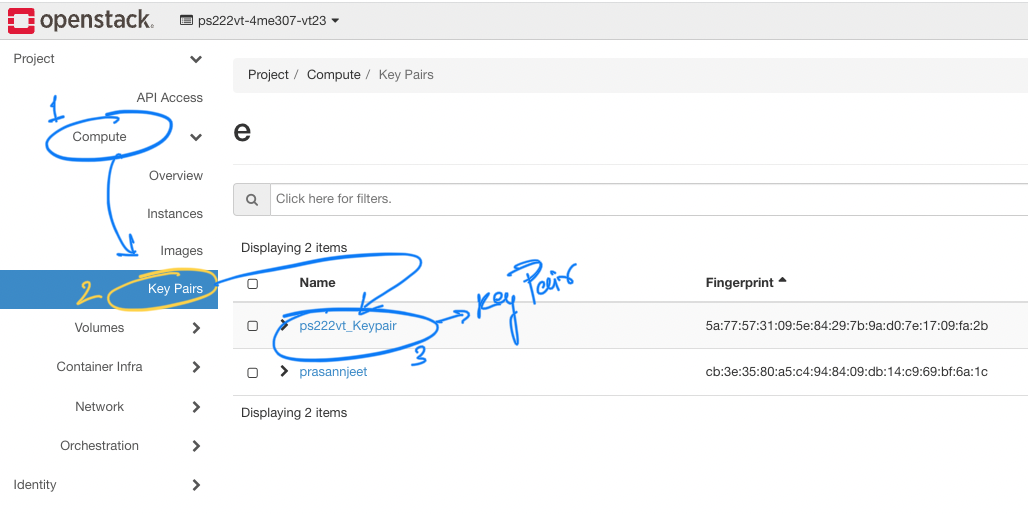 openstack. ps222vt-4me307-vt23
Project
Project / Compute / Key Pairs
API Access
1
Compute
e
Overview
Click here for filters.
Instances
Images
Displaying 2 items
2 Key Pairs
Name Fingerprint
Key Pair
Volumes
ps222vt_Keypair 5a:77:57:31:09:5e:84:29:7b:9a:d0:7e:17:09:fa:2b
3
Container Infra
prasannjeet cb:3e:35:80:a5:c4:94:84:09:db:14:c9:69:bf:6a:1c
Network
Displaying 2 items
Orchestration
Identity